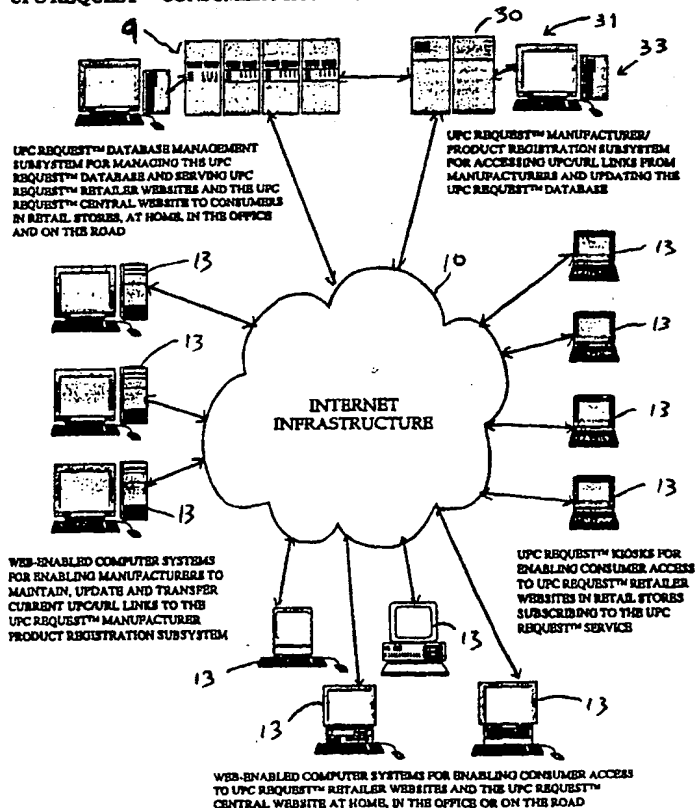 9
30
31
33
UPC REQUEST™ DATABASE MANAGEMENT
SUBSYSTEM FOR MANAGING THE UPC
REQUEST™ DATABASE AND SERVING UPC
REQUEST™ RETAILER WEBSITES AND THE UPC
REQUEST™ CENTRAL WEBSITE TO CONSUMERS
IN RETAIL STORES, AT HOME, IN THE OFFICE
AND ON THE ROAD
UPC REQUEST™ MANUFACTURER/
PRODUCT REGISTRATION SUBSYSTEM
FOR ACCESSING UPC/URL LINKS FROM
MANUFACTURERS AND UPDATING THE
UPC REQUEST™ DATABASE
10
13
13
13
13
13
13
13
INTERNET
INFRASTRUCTURE
WEB-ENABLED COMPUTER SYSTEMS
FOR ENABLING MANUFACTURERS TO
MAINTAIN, UPDATE AND TRANSFER
CURRENT UPC/URL LINKS TO THE
UPC REQUEST™ MANUFACTURER
PRODUCT REGISTRATION SUBSYSTEM
UPC REQUEST™ KIOSKS FOR
ENABLING CONSUMER ACCESS
TO UPC REQUEST™ RETAILER
WEBSITES IN RETAIL STORES
SUBSCRIBING TO THE UPC
REQUEST™ SERVICE
13
13
13
13
WEB-ENABLED COMPUTER SYSTEMS FOR ENABLING CONSUMER ACCESS
TO UPC REQUEST™ RETAILER WEBSITES AND THE UPC REQUEST™
CENTRAL WEBSITE AT HOME, IN THE OFFICE OR ON THE ROAD